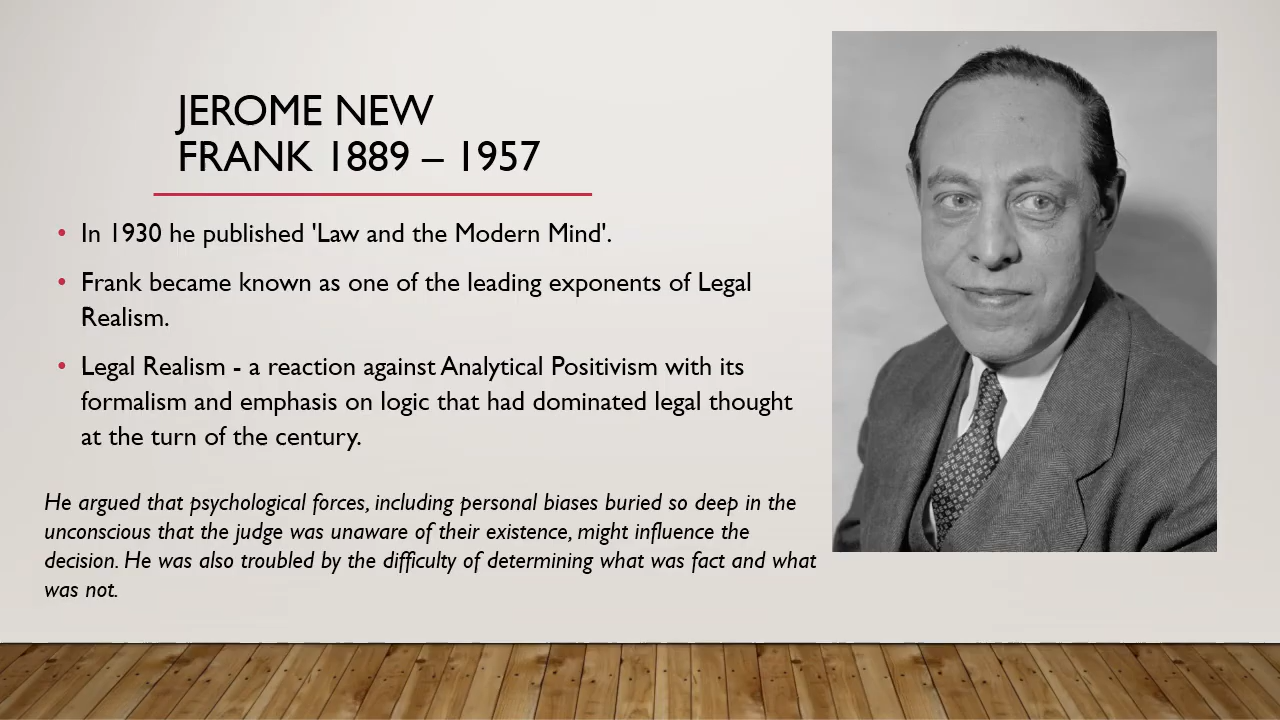 JEROME NEW
FRANK 1889 – 1957
• In 1930 he published 'Law and the Modern Mind'.
• Frank became known as one of the leading exponents of Legal
Realism.
• Legal Realism - a reaction against Analytical Positivism with its
formalism and emphasis on logic that had dominated legal thought
at the turn of the century.
He argued that psychological forces, including personal biases buried so deep in the
unconscious that the judge was unaware of their existence, might influence the
decision. He was also troubled by the difficulty of determining what was fact and what
was not.